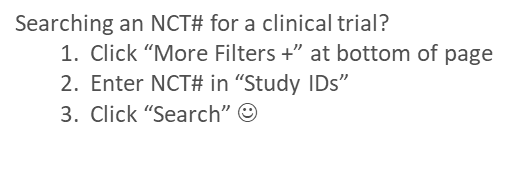 Searching an NCT# for a clinical trial?
1. Click “More Filters +” at bottom of page
2. Enter NCT# in “Study IDs”
3. Click “Search” ☺